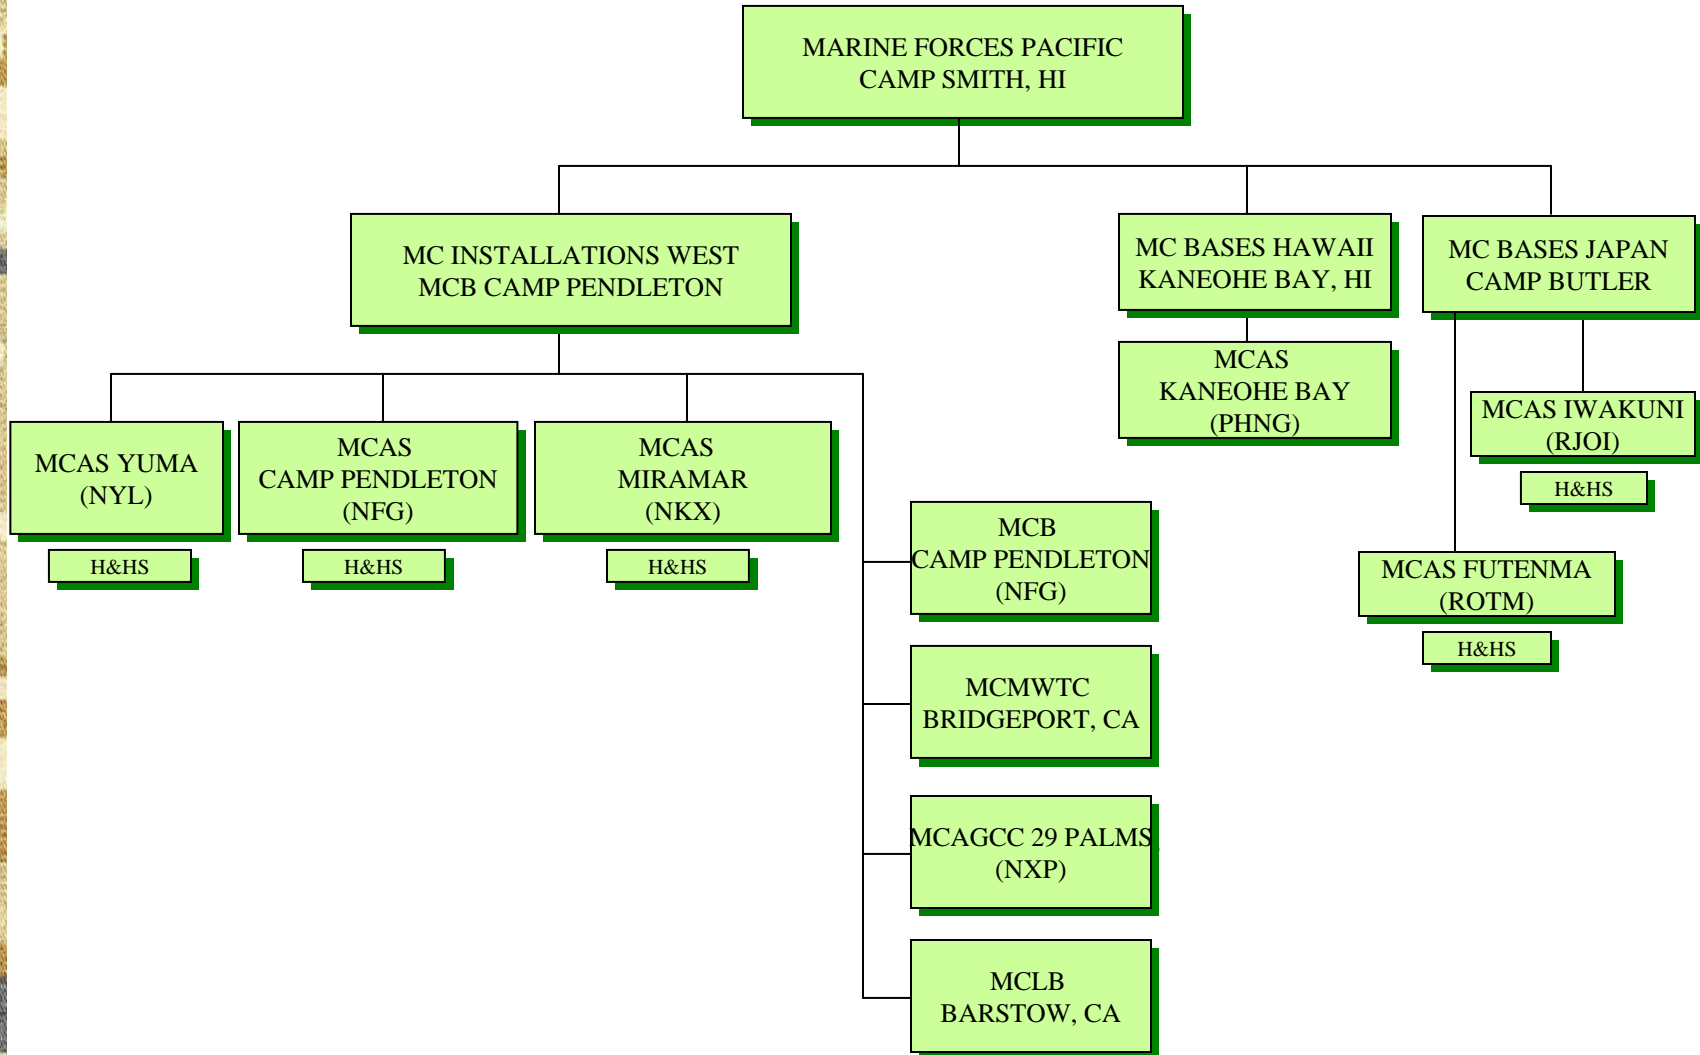 MARINE FORCES PACIFIC
CAMP SMITH, HI
MC INSTALLATIONS WEST
MCB CAMP PENDLETON
MC BASES HAWAII
KANEOHE BAY, HI
MC BASES JAPAN
CAMP BUTLER
MCAS
KANEOHE BAY
(PHNG)
MCAS IWAKUNI
(RJOI)
H&HS
MCAS YUMA
(NYL)
H&HS
MCAS
CAMP PENDLETON
(NFG)
H&HS
MCAS
MIRAMAR
(NKX)
H&HS
MCB
CAMP PENDLETON
(NFG)
MCAS FUTENMA
(ROTM)
H&HS
MCMWTC
BRIDGEPORT, CA
MCAGCC 29 PALMS
(NXP)
MCLB
BARSTOW, CA